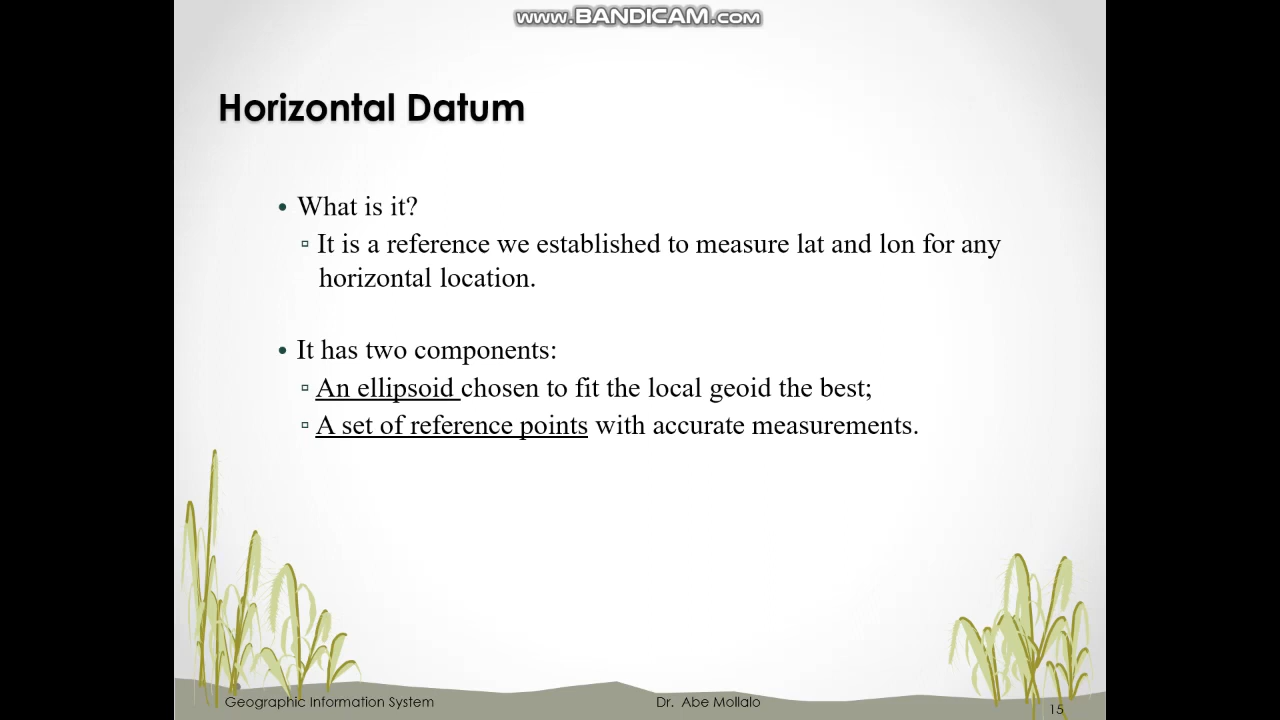 www.BANDICAM.com
Horizontal Datum
• What is it?
▫ It is a reference we established to measure lat and lon for any
horizontal location.
• It has two components:
▫ An ellipsoid chosen to fit the local geoid the best;
▫ A set of reference points with accurate measurements.
Geographic Information System
Dr. Abe Mollalo
15